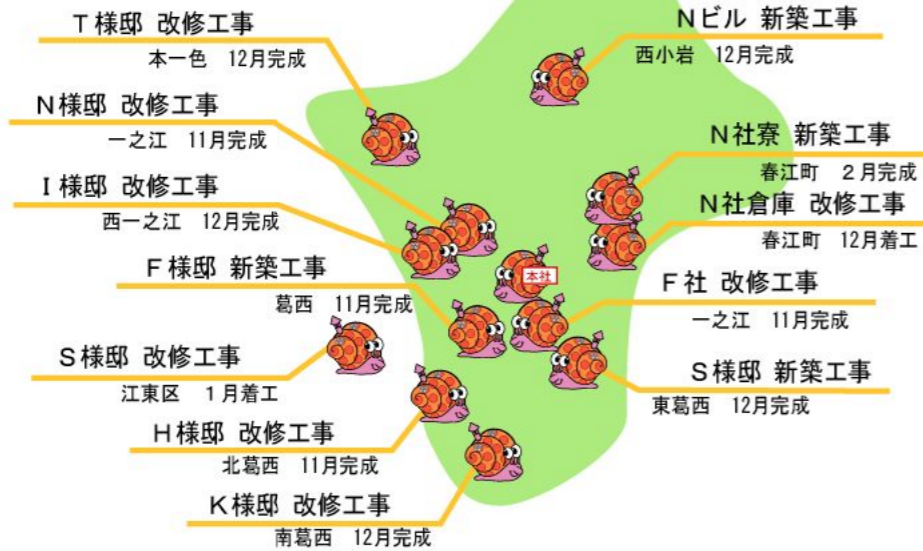 T様邸 改修工事
本一色 12月完成
N様邸 改修工事
一之江 11月完成
I様邸 改修工事
西一之江 12月完成
F様邸 新築工事
葛西 11月完成
S様邸 改修工事
江東区 1月着工
H様邸 改修工事
北葛西 11月完成
K様邸 改修工事
南葛西 12月完成
Nビル 新築工事
西小岩 12月完成
N社寮 新築工事
春江町 2月完成
N社倉庫 改修工事
春江町 12月着工
本社
F社 改修工事
一之江 11月完成
S様邸 新築工事
東葛西 12月完成